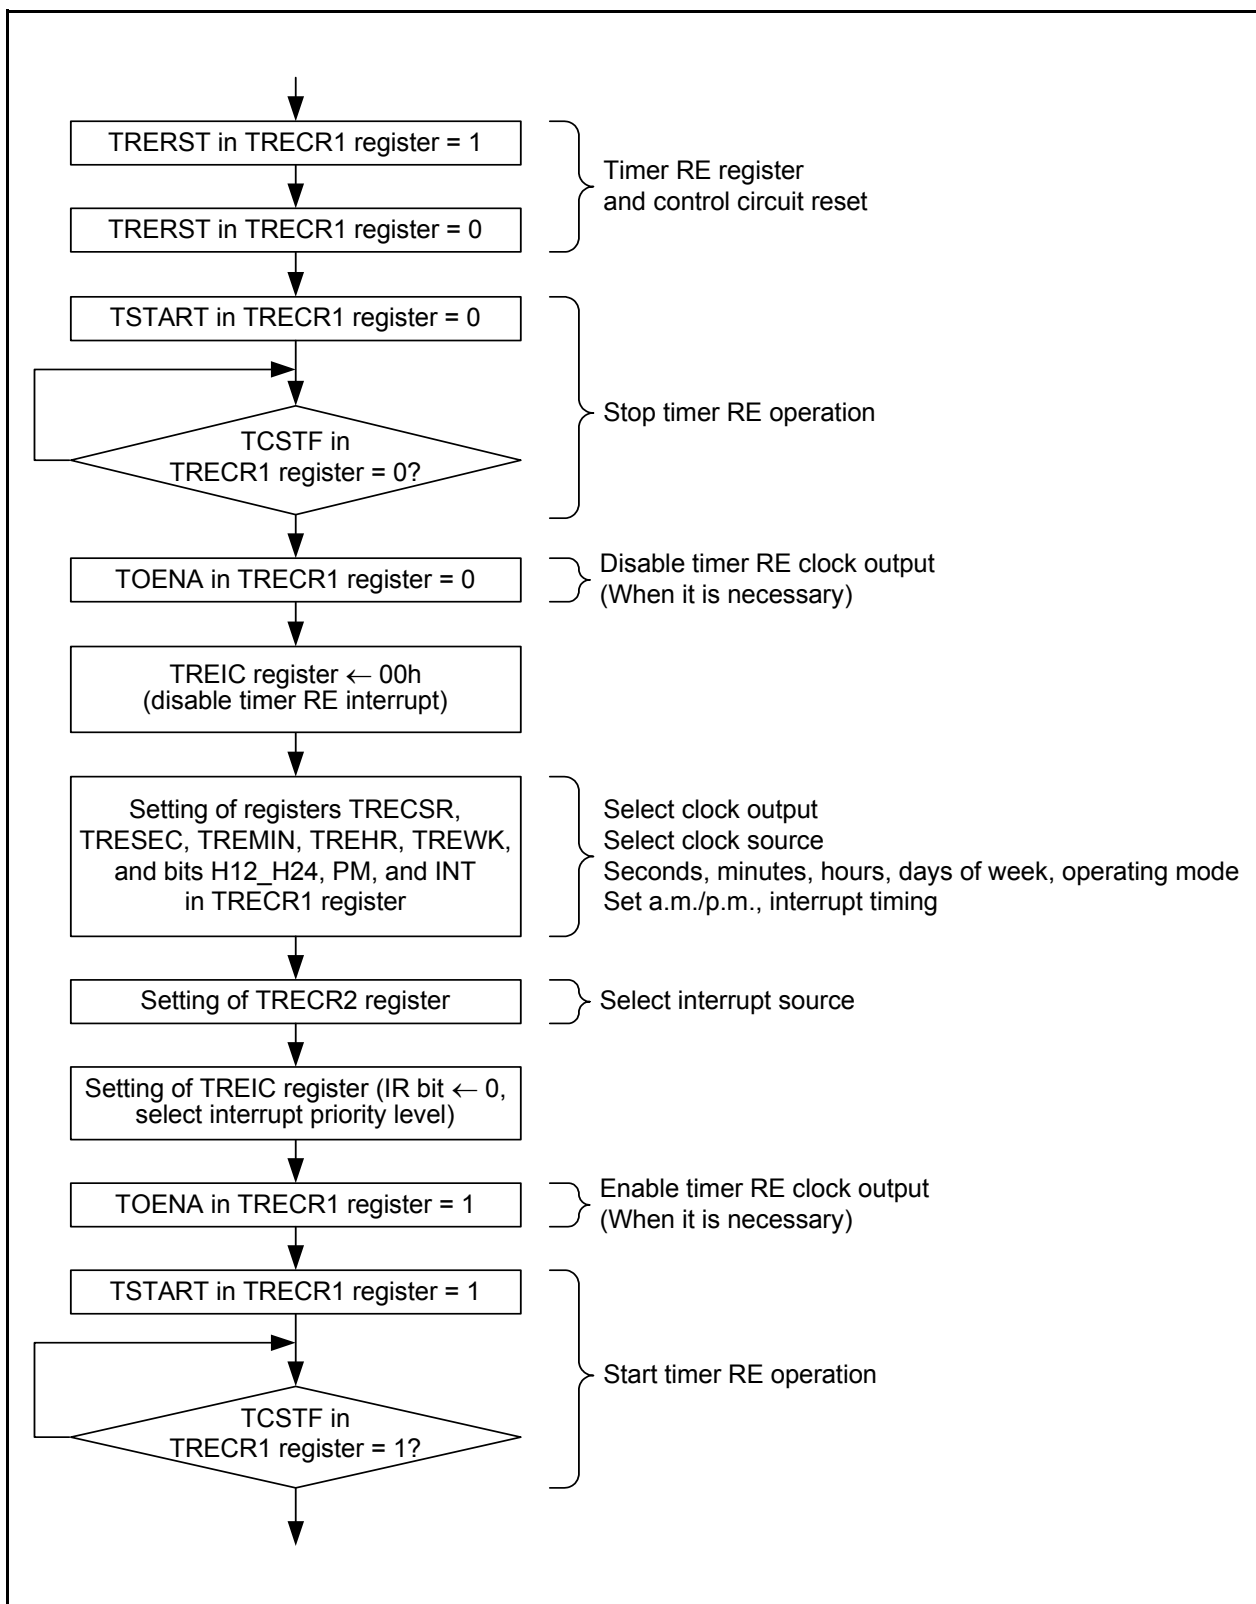 TRERST in TRECR1 register = 1
TRERST in TRECR1 register = 0
Timer RE register
and control circuit reset
TSTART in TRECR1 register = 0
TCSTF in
TRECR1 register = 0?
Stop timer RE operation
TOENA in TRECR1 register = 0
Disable timer RE clock output
(When it is necessary)
TREIC register ← 00h
(disable timer RE interrupt)
Setting of registers TRECSR,
TRESEC, TREMIN, TREHR, TREWK,
and bits H12_H24, PM, and INT
in TRECR1 register
Select clock output
Select clock source
Seconds, minutes, hours, days of week, operating mode
Set a.m./p.m., interrupt timing
Setting of TRECR2 register
Select interrupt source
Setting of TREIC register (IR bit ← 0,
select interrupt priority level)
TOENA in TRECR1 register = 1
Enable timer RE clock output
(When it is necessary)
TSTART in TRECR1 register = 1
TCSTF in
TRECR1 register = 1?
Start timer RE operation